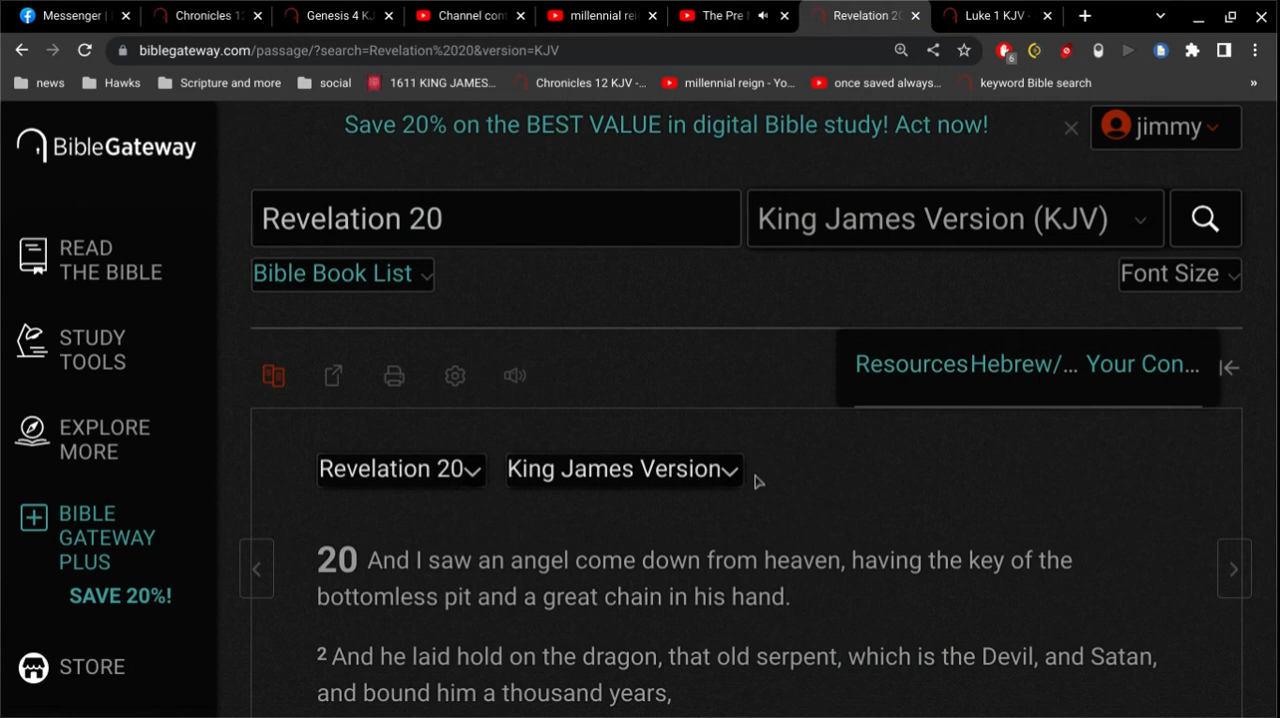 Messenger |
Chronicles 1
Genesis 4 KJ
Channel con
millennial rei
The Pre
Revelation 20
Luke 1 KJV -
biblegateway.com/passage/?search=Revelation%2020&version=KJV
6
news
Hawks
Scripture and more
social
1611 KING JAMES...
Chronicles 12 KJV -...
millennial reign - Yo...
once saved always...
keyword Bible search
»
BibleGateway
Save 20% on the BEST VALUE in digital Bible study! Act now!
jimmy
Revelation 20
King James Version (KJV)
Bible Book List
Font Size
READ
THE BIBLE
STUDY
TOOLS
EXPLORE
MORE
BIBLE
GATEWAY
PLUS
SAVE 20%!
STORE
Resources
Hebrew/...
Your Con...
Revelation 20
King James Version
20 And I saw an angel come down from heaven, having the key of the
bottomless pit and a great chain in his hand.
2 And he laid hold on the dragon, that old serpent, which is the Devil, and Satan,
and bound him a thousand years,